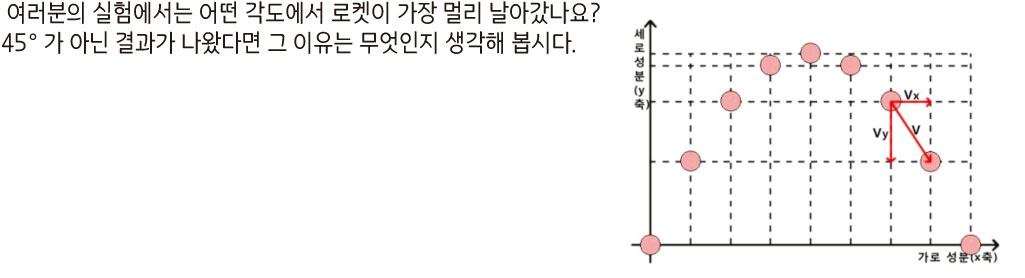 여러분의 실험에서는 어떤 각도에서 로켓이 가장 멀리 날아갔나요?
45° 가 아닌 결과가 나왔다면 그 이유는 무엇인지 생각해 봅시다.
세로성분(y축)
Vx
Vy
V
가로 성분(x축)